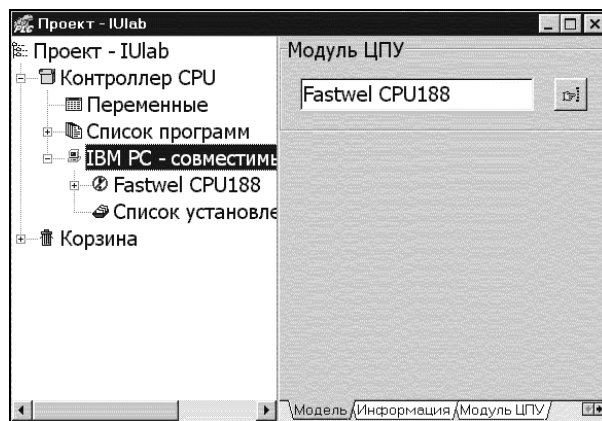 Проект - IUlab
Проект - IUlab
Контроллер CPU
Переменные
Список программ
IBM PC - совместимь
Fastwel CPU188
Список установле
Корзина
Модуль ЦПУ
Fastwel CPU188
Модель Информация Модуль ЦПУ